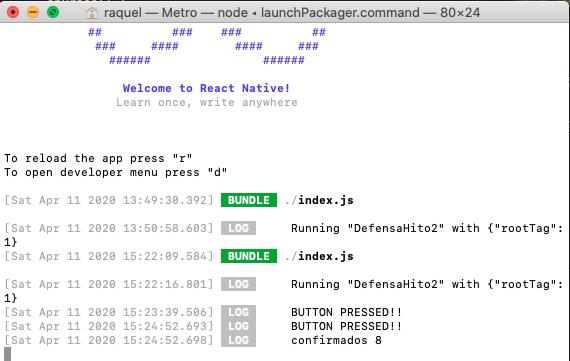 raquel — Metro — node ◂ launchPackager.command — 80×24
##          ###    ###          ##
###     ####        ####     ###
######                ######
Welcome to React Native!
Learn once, write anywhere
To reload the app press "r"
To open developer menu press "d"
[Sat Apr 11 2020 13:49:30.392] BUNDLE ./index.js
[Sat Apr 11 2020 13:50:58.603] LOG Running "DefensaHito2" with {"rootTag":
1}
[Sat Apr 11 2020 15:22:09.584] BUNDLE ./index.js
[Sat Apr 11 2020 15:22:16.801] LOG Running "DefensaHito2" with {"rootTag":
1}
[Sat Apr 11 2020 15:23:39.506] LOG BUTTON PRESSED!!
[Sat Apr 11 2020 15:24:52.693] LOG BUTTON PRESSED!!
[Sat Apr 11 2020 15:24:52.698] LOG confirmados 8